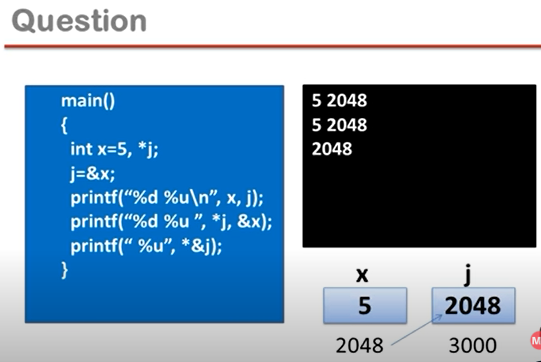 Question
main()
{
int x=5, *j;
j=&x;
printf(“%d %u\n”, x, j);
printf(“%d %u ”, *j, &x);
printf(“ %u”, *&j);
}
5 2048
5 2048
2048
x j
5 2048
2048 3000
M